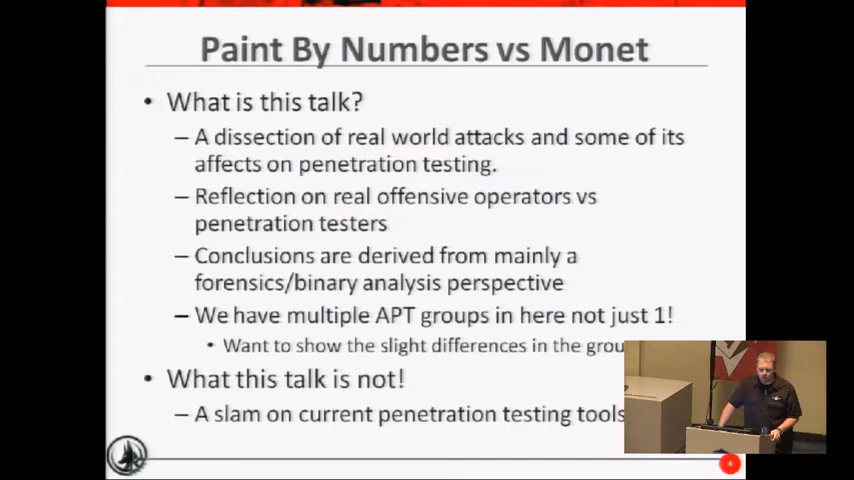 Paint By Numbers vs Monet
• What is this talk?
– A dissection of real world attacks and some of its
affects on penetration testing.
– Reflection on real offensive operators vs
penetration testers
– Conclusions are derived from mainly a
forensics/binary analysis perspective
– We have multiple APT groups in here not just 1!
• Want to show the slight differences in the
• What this talk is not!
– A slam on current penetration testing tools